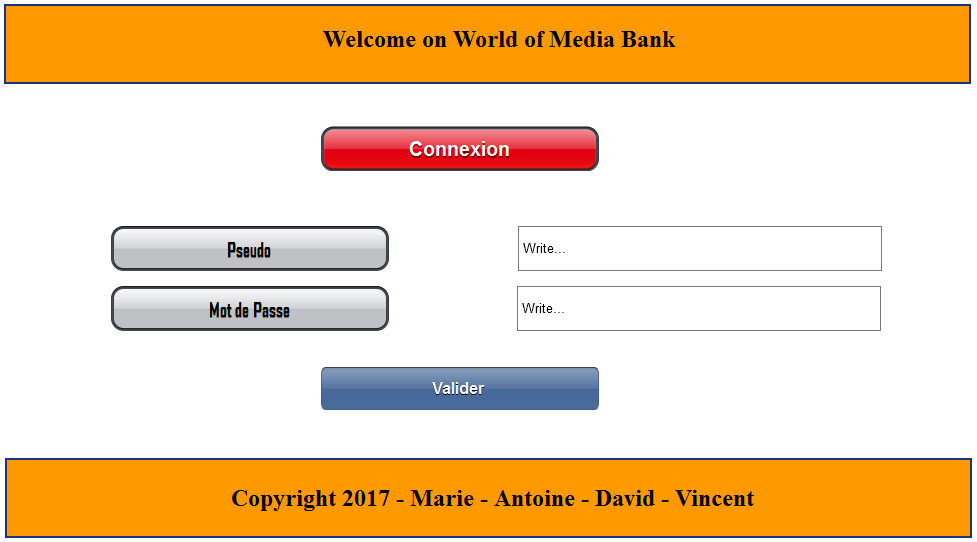 Welcome on World of Media Bank
Connexion
Pseudo
Write...
Mot de Passe
Write...
Valider
Copyright 2017 - Marie - Antoine - David - Vincent